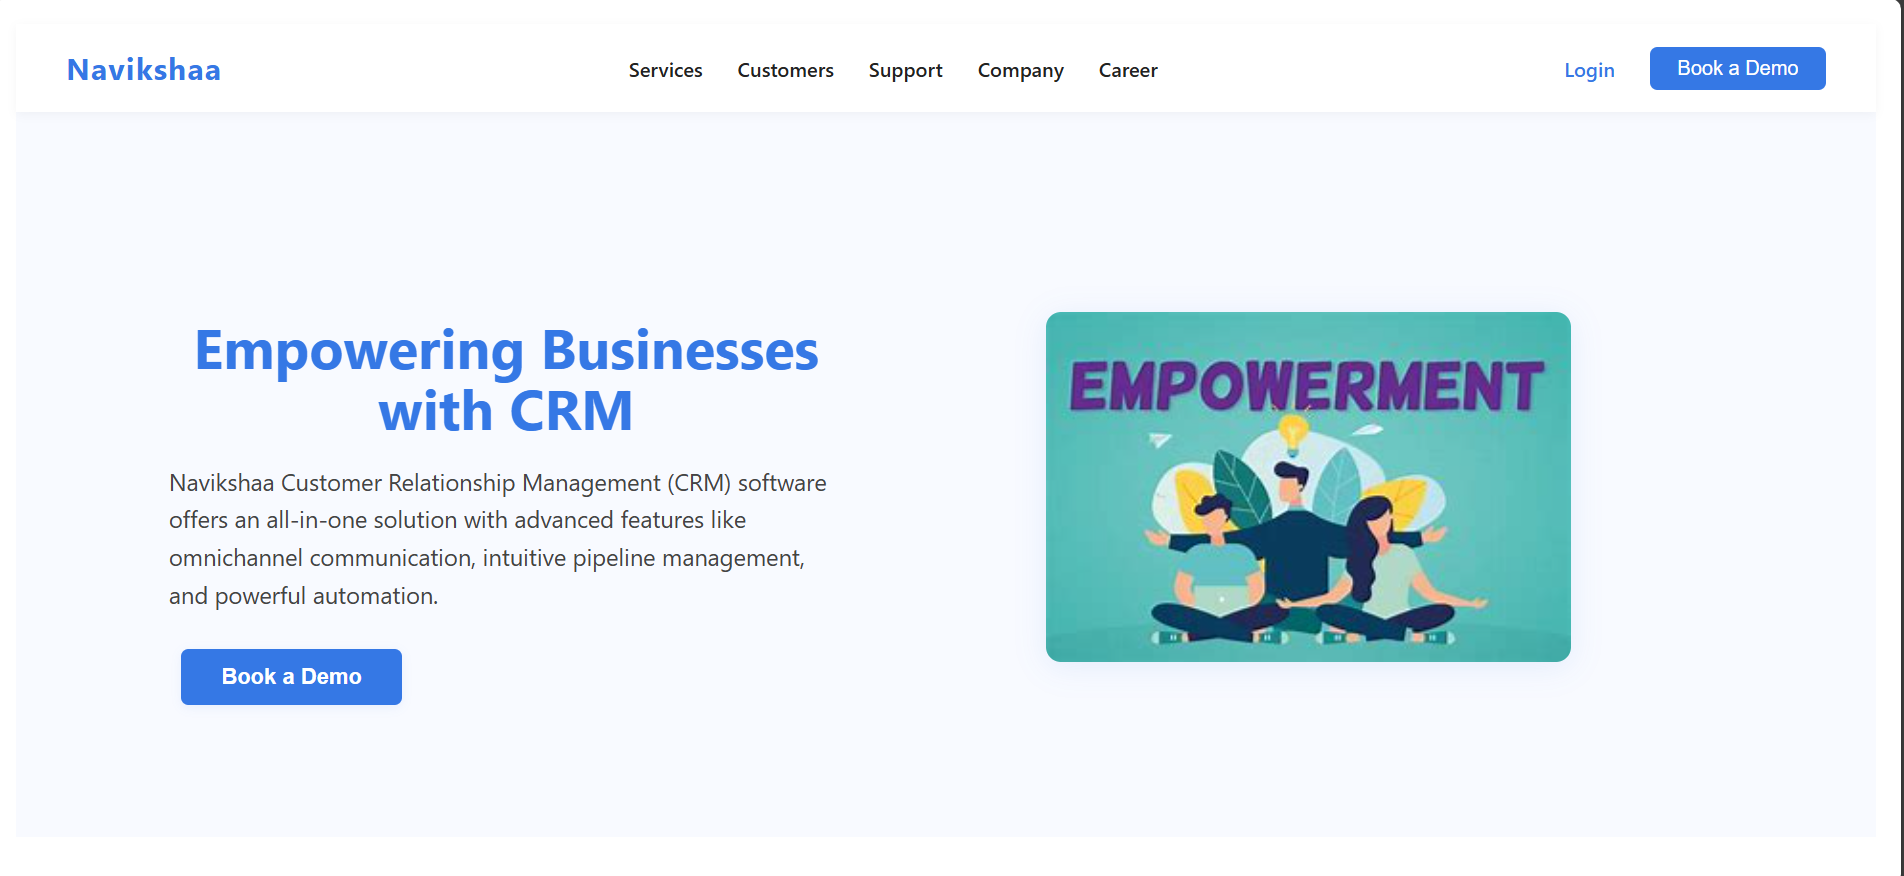 Navikshaa
Services Customers Support Company Career
Login Book a Demo
Empowering Businesses
with CRM
Navikshaa Customer Relationship Management (CRM) software
offers an all-in-one solution with advanced features like
omnichannel communication, intuitive pipeline management,
and powerful automation.
Book a Demo
EMPOWERMENT